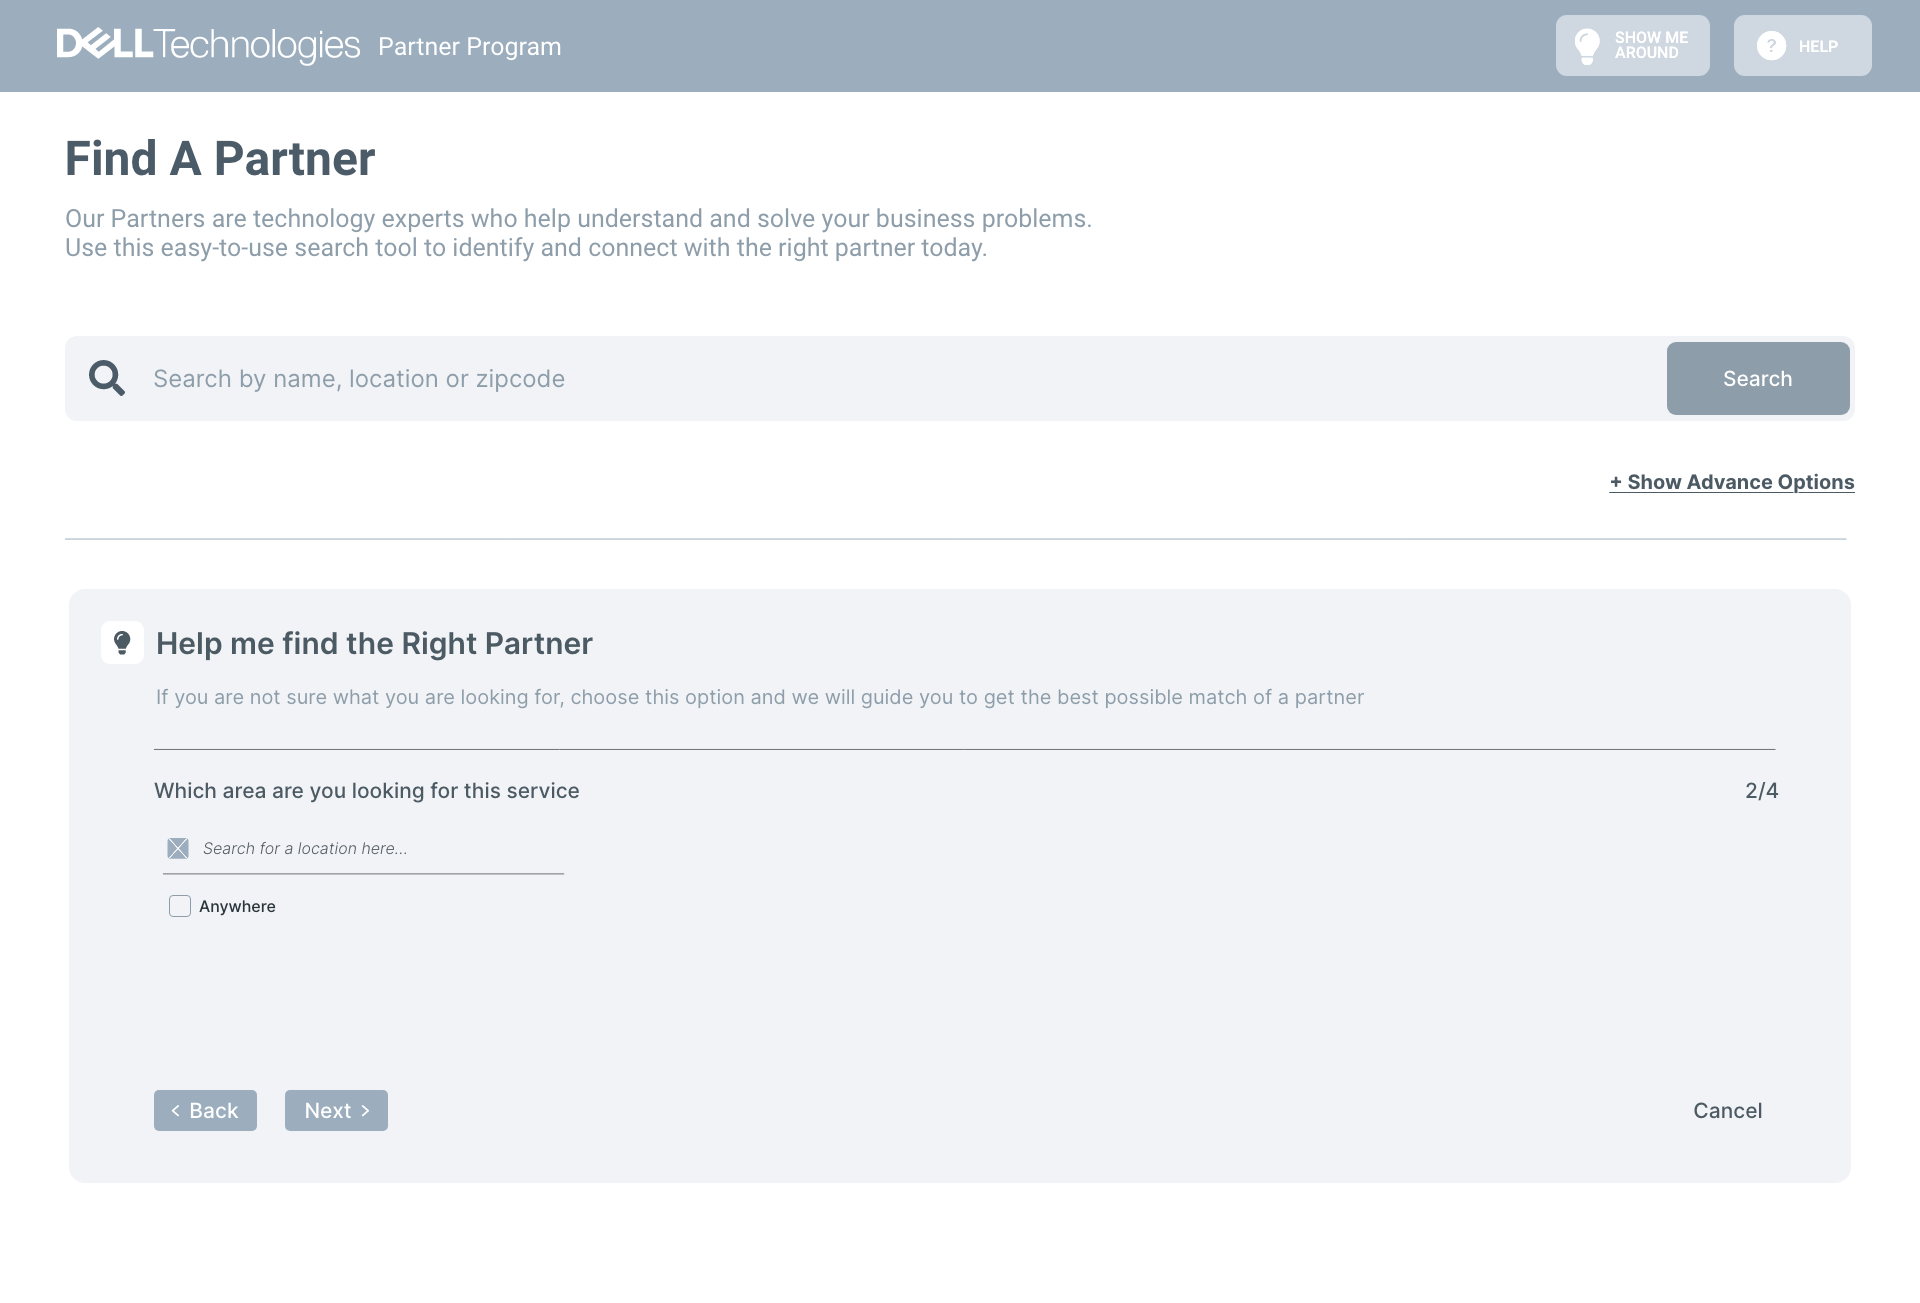 DELLTechnologies Partner Program
SHOW ME
AROUND
? HELP
Find A Partner
Our Partners are technology experts who help understand and solve your business problems.
Use this easy-to-use search tool to identify and connect with the right partner today.
Search by name, location or zipcode
Search
+ Show Advance Options
Help me find the Right Partner
If you are not sure what you are looking for, choose this option and we will guide you to get the best possible match of a partner
Which area are you looking for this service
2/4
Search for a location here...
Anywhere
< Back
Next >
Cancel